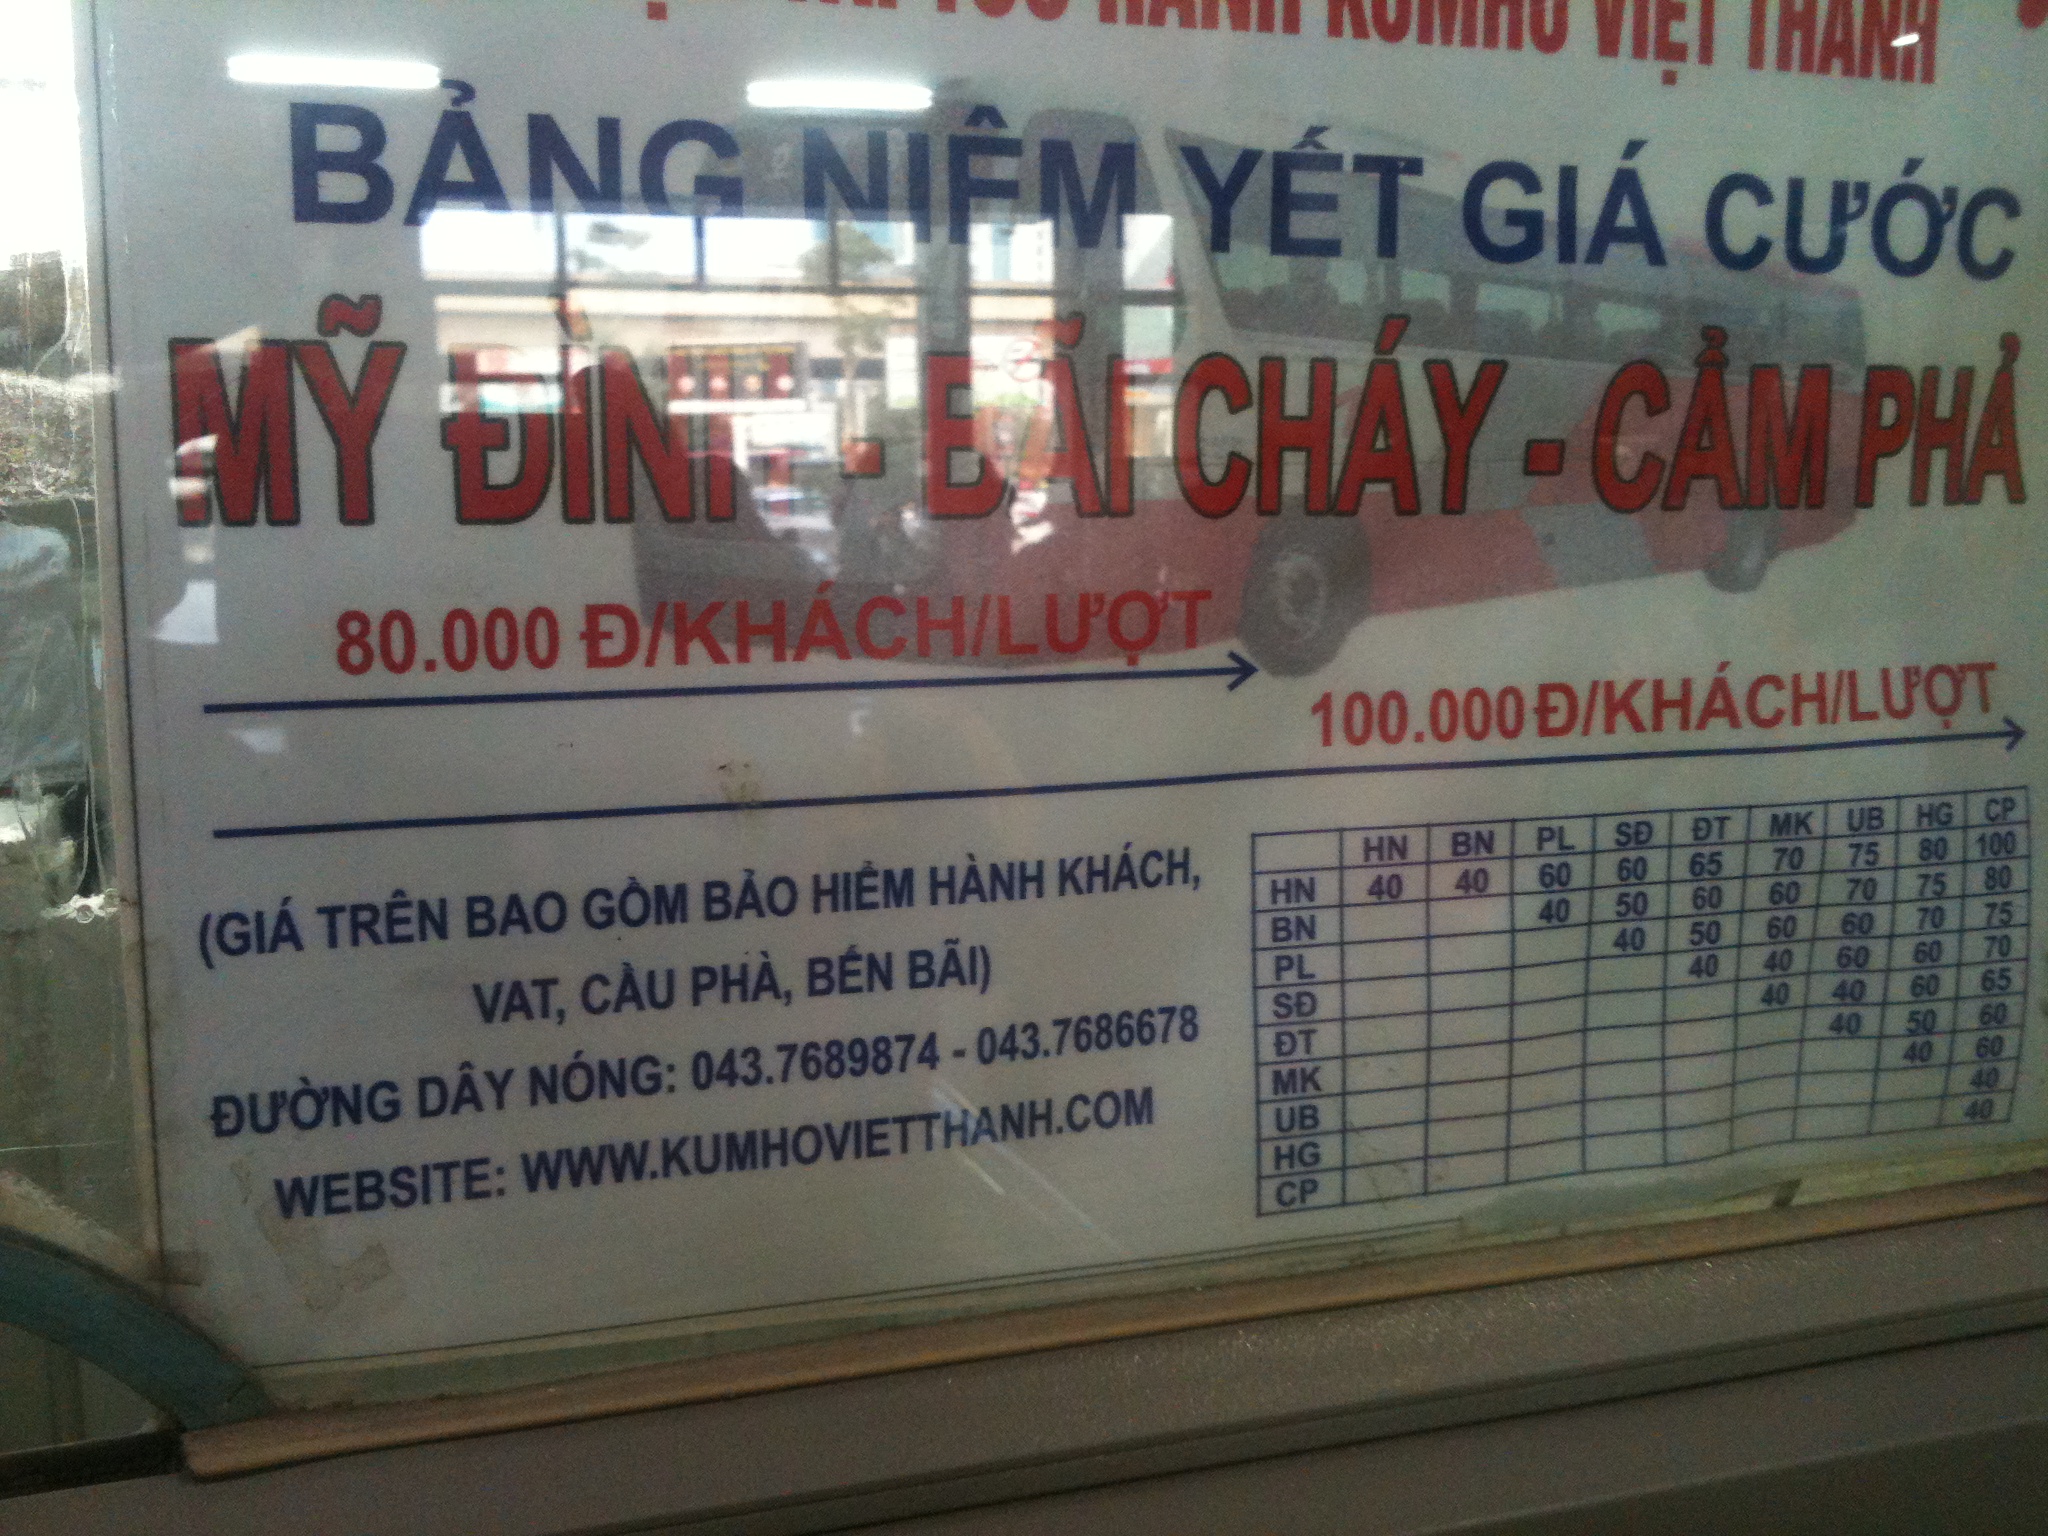 HÀNH KUMHO VIỆT THANH
BẢNG NIÊM YẾT GIÁ CƯỚC
MỸ ĐÌNH - BÃI CHÁY - CẨM PHẢ
80.000 Đ/KHÁCH/LƯỢT
100.000Đ/KHÁCH/LƯỢT
(GIÁ TRÊN BAO GỒM BẢO HIỂM HÀNH KHÁCH,
VAT, CẦU PHÀ, BẾN BÃI)
ĐƯỜNG DÂY NÓNG: 043.7689874 - 043.7686678
WEBSITE: WWW.KUMHOVIETTHANH.COM
HN BN PL SĐ ĐT MK UB HG CP
HN 40 40 60 60 65 70 75 80 100
BN 40 50 60 60 70 75 80
PL 40 50 60 60 70 75
SĐ 40 40 60 60 70
ĐT 40 40 60 65
MK 40 50 60
UB 40 60
HG 40
CP 40